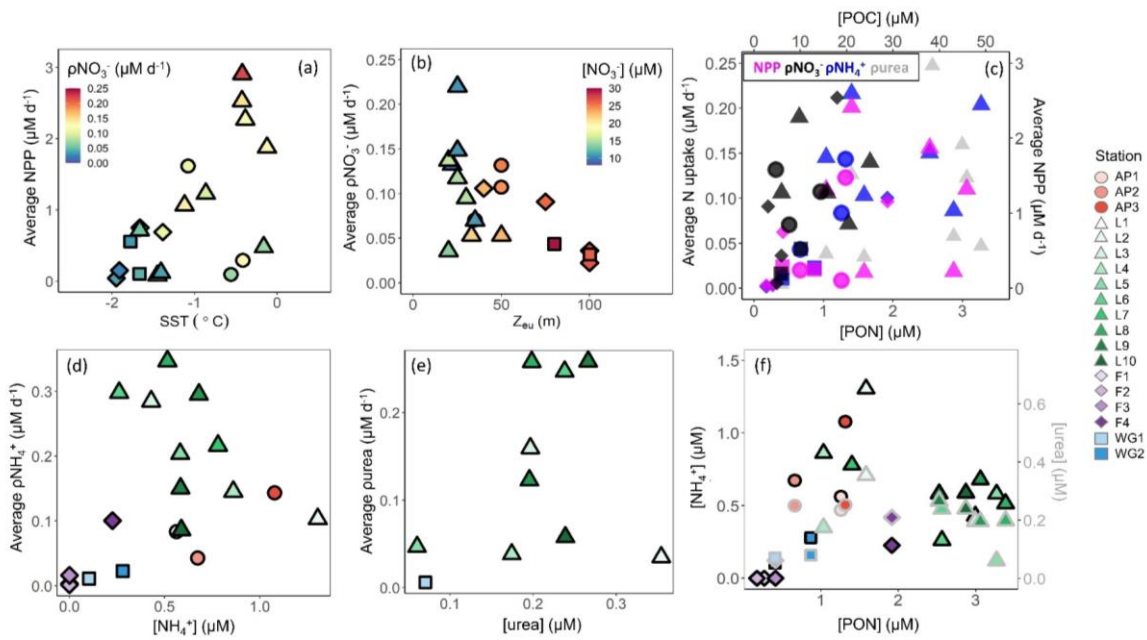 ρNO₃⁻ (µM d⁻¹)
0.25
0.20
0.15
0.10
0.05
0.00
(a)
Average NPP (µM d⁻¹)
3
2
1
0
-2
-1
0
SST (°C)
(b)
[NO₃⁻] (µM)
30
20
10
Average ρNO₃⁻ (µM d⁻¹)
0.25
0.20
0.15
0.10
0.05
0.00
0
50
100
Zeu (m)
[POC] (µM)
0
10
20
30
40
50
NPP ρNO₃⁻ ρNH₄⁺ ρurea
(c)
Average N uptake (µM d⁻¹)
0.25
0.20
0.15
0.10
0.05
0.00
3
2
1
0
Average NPP (µM d⁻¹)
0
1
2
3
[PON] (µM)
Station
AP1
AP2
AP3
L1
L2
L3
L4
L5
L6
L7
L8
L9
L10
F1
F2
F3
F4
WG1
WG2
(d)
Average ρNH₄⁺ (µM d⁻¹)
0.3
0.2
0.1
0.0
0.0
0.5
1.0
[NH₄⁺] (µM)
(e)
Average ρurea (µM d⁻¹)
0.2
0.1
0.0
0.1
0.2
0.3
[urea] (µM)
(f)
[NH₄⁺] (µM)
1.5
1.0
0.5
0.0
0.6
0.4
0.2
0.0
[urea] (µM)
1
2
3
[PON] (µM)